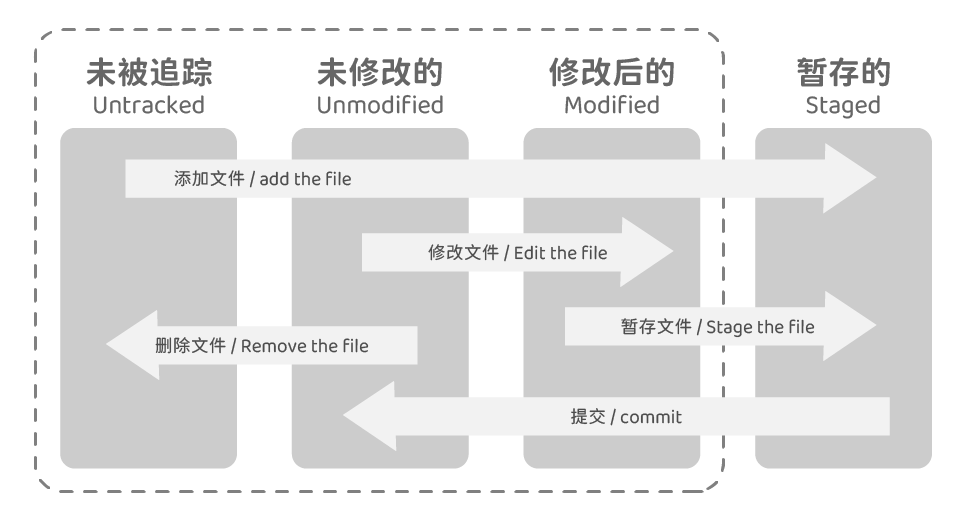 未被追踪
Untracked
未修改的
Unmodified
修改后的
Modified
暂存的
Staged
添加文件 / add the file
修改文件 / Edit the file
暂存文件 / Stage the file
删除文件 / Remove the file
提交 / commit